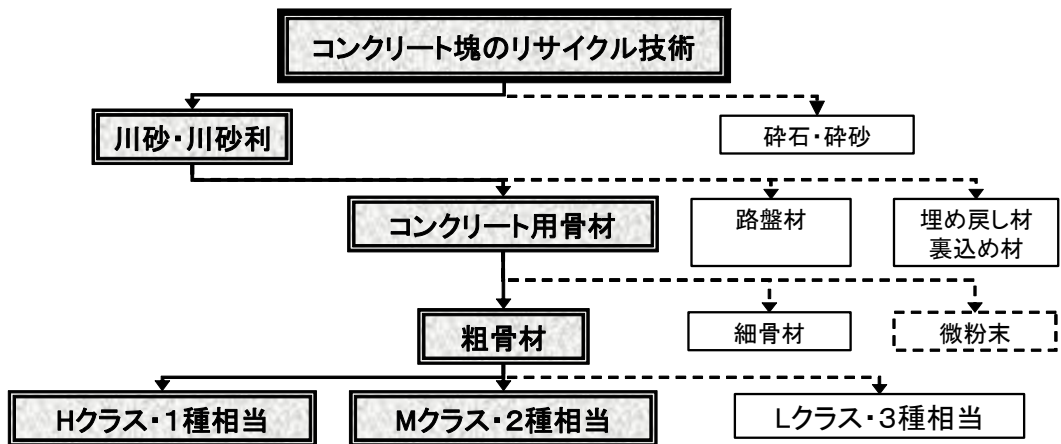 コンクリート塊のリサイクル技術
川砂・川砂利
砕石・砕砂
コンクリート用骨材
路盤材
埋め戻し材
裏込め材
粗骨材
細骨材
微粉末
Hクラス・1種相当
Mクラス・2種相当
Lクラス・3種相当